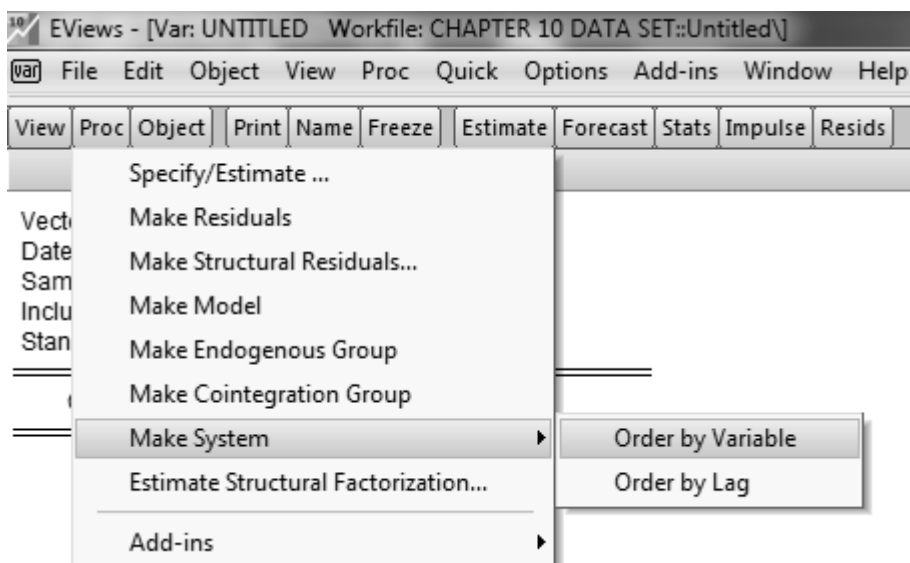 10 EViews - [Var: UNTITLED Workfile: CHAPTER 10 DATA SET::Untitled\]
var File Edit Object View Proc Quick Options Add-ins Window Help
View Proc Object Print Name Freeze Estimate Forecast Stats Impulse Resids
Specify/Estimate ...
Vect
Make Residuals
Date
Make Structural Residuals...
Sam
Make Model
Inclu
Make Endogenous Group
Stan
Make Cointegration Group
Make System
Order by Variable
Estimate Structural Factorization...
Order by Lag
Add-ins